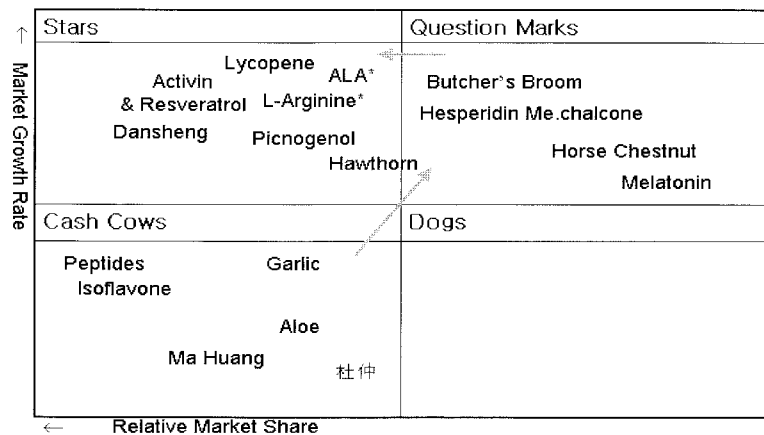 Stars
Question Marks
Lycopene
ALA*
Activin
& Resveratrol
L-Arginine*
Dansheng
Picnogenol
Hawthorn
Butcher's Broom
Hesperidin Me.chalcone
Horse Chestnut
Melatonin
Cash Cows
Dogs
Peptides
Garlic
Isoflavone
Aloe
Ma Huang
杜仲
↑ Market Growth Rate
← Relative Market Share